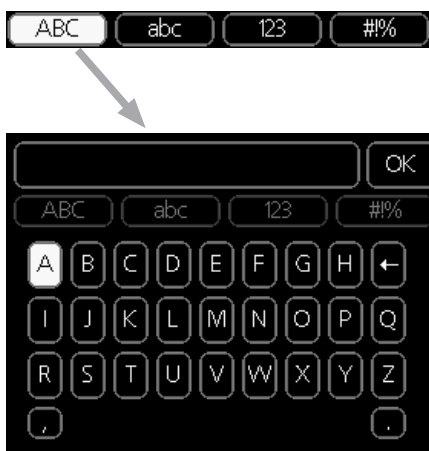 ABC abc 123 #!%
OK
ABC abc 123 #!%
A B C D E F G H ←
I J K L M N O P Q
R S T U V W X Y Z
, .